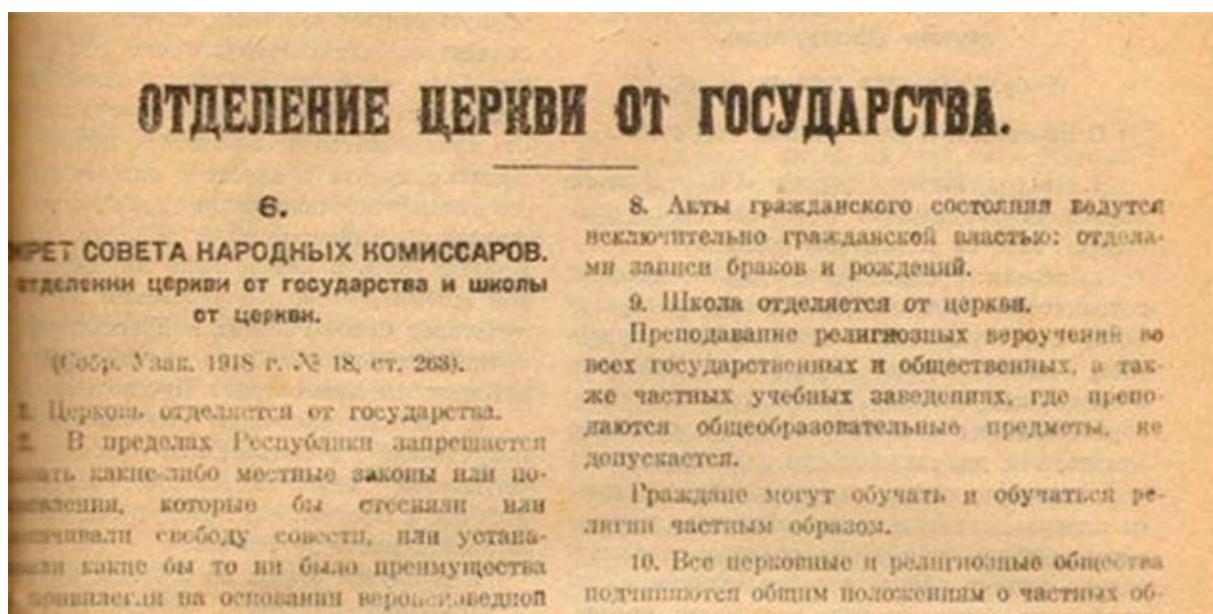 ОТДЕЛЕНИЕ ЦЕРКВИ ОТ ГОСУДАРСТВА.
6.
КРЕТ СОВЕТА НАРОДНЫХ КОМИССАРОВ.
отделении церкви от государства и школы
от церкви.
(Собр. Узак. 1918 г. № 18, ст. 263).
1. Церковь отделяется от государства.
2. В пределах Республики запрещается
какие-либо местные законы или по-
которые бы стесняли или
свободу совести, или устана-
какие бы то ни было преимущества
привилегии на основании вероисповедной
8. Акты гражданского состояния ведутся
исключительно гражданской властью: отдела-
ми записи браков и рождений.
9. Школа отделяется от церкви.
Преподавание религиозных вероучений во
всех государственных и общественных, а так-
же частных учебных заведениях, где препо-
даются общеобразовательные предметы, не
допускается.
Граждане могут обучать и обучаться ре-
лигии частным образом.
10. Все церковные и религиозные общества
подчиняются общим положениям о частных об-